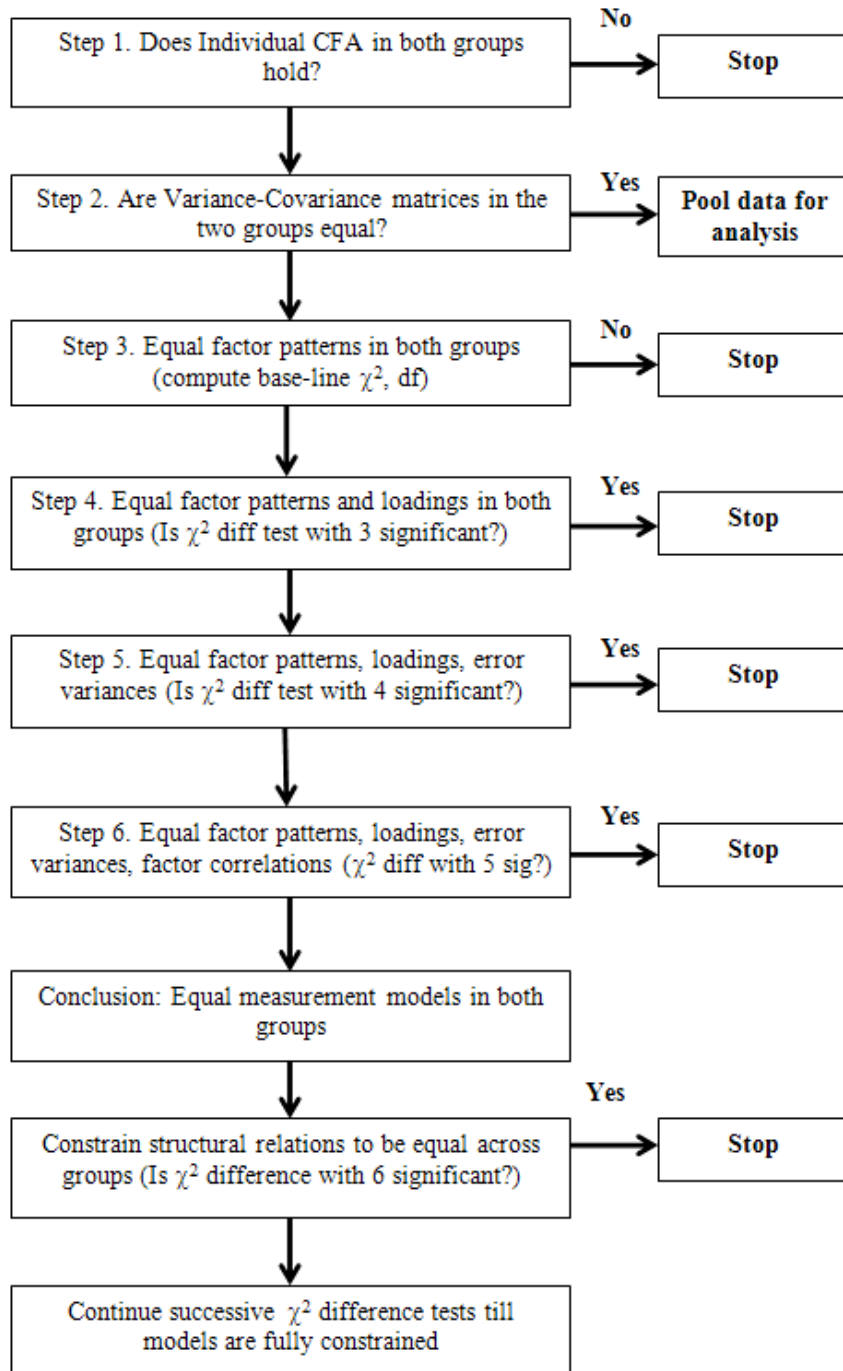 Step 1. Does Individual CFA in both groups
hold?
No
Stop
Step 2. Are Variance-Covariance matrices in the
two groups equal?
Yes
Pool data for
analysis
Step 3. Equal factor patterns in both groups
(compute base-line χ², df)
No
Stop
Step 4. Equal factor patterns and loadings in both
groups (Is χ² diff test with 3 significant?)
Yes
Stop
Step 5. Equal factor patterns, loadings, error
variances (Is χ² diff test with 4 significant?)
Yes
Stop
Step 6. Equal factor patterns, loadings, error
variances, factor correlations (χ² diff with 5 sig?)
Yes
Stop
Conclusion: Equal measurement models in both
groups
Constrain structural relations to be equal across
groups (Is χ² difference with 6 significant?)
Yes
Stop
Continue successive χ² difference tests till
models are fully constrained